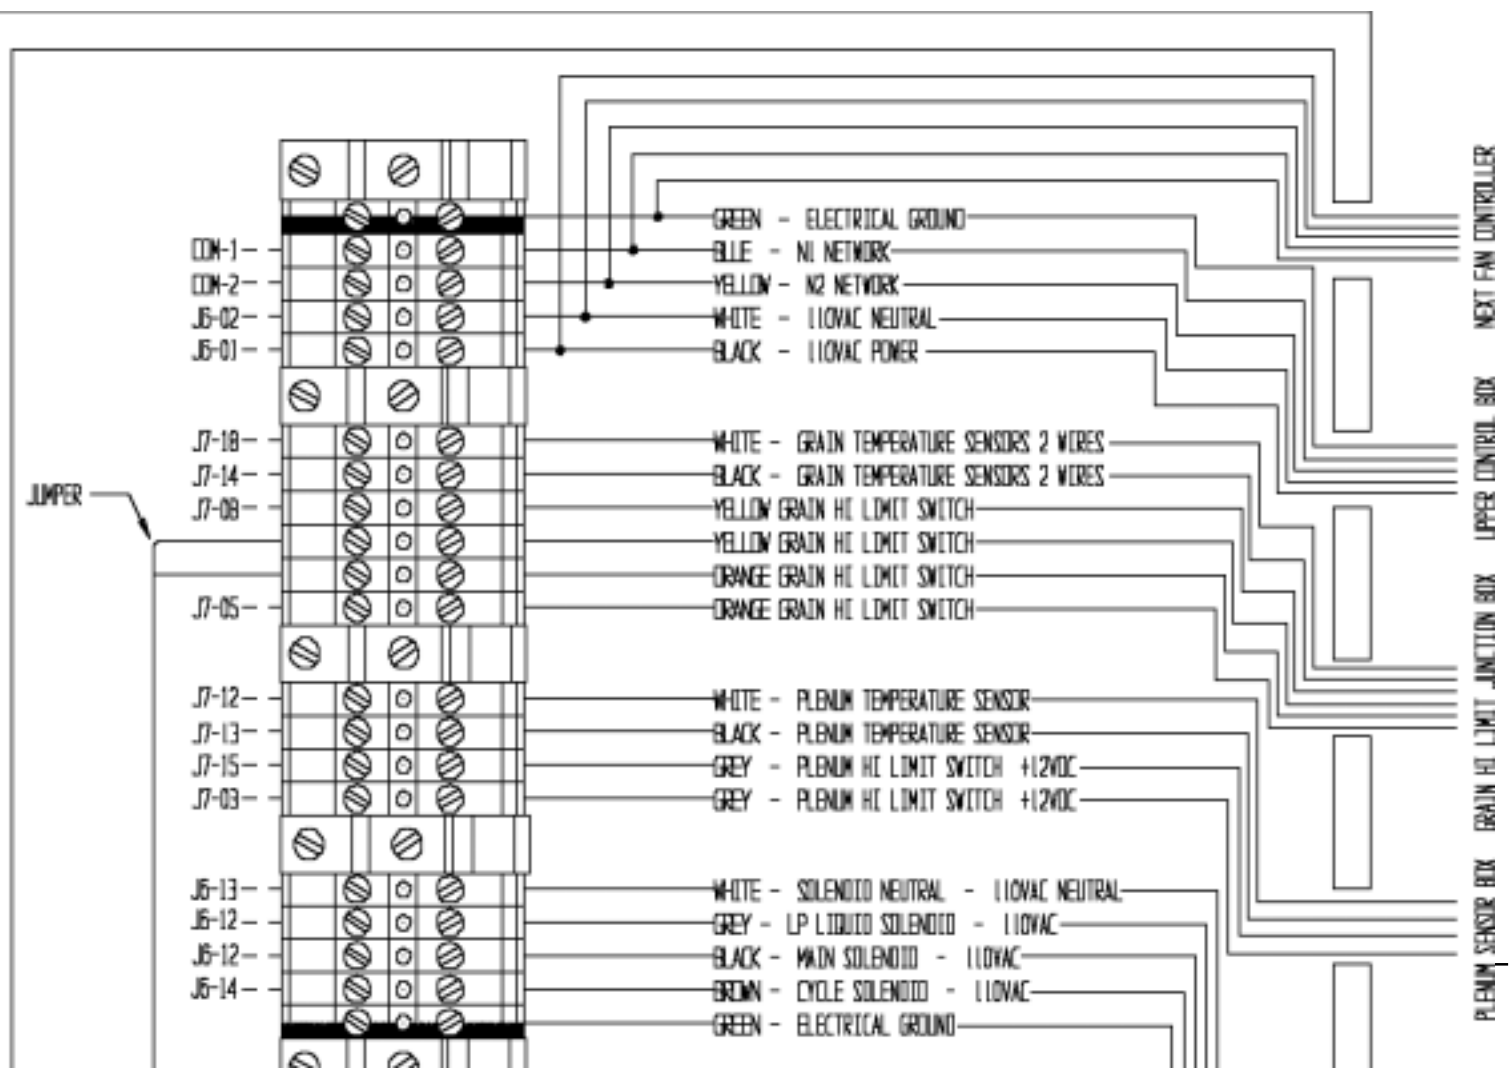 GREEN - ELECTRICAL GROUND
COM-1 BLUE - N1 NETWORK
COM-2 YELLOW - N2 NETWORK
J6-02 WHITE - 110VAC NEUTRAL
J6-01 BLACK - 110VAC POWER
J7-18 WHITE - GRAIN TEMPERATURE SENSORS 2 WIRES
J7-14 BLACK - GRAIN TEMPERATURE SENSORS 2 WIRES
JUMPER
J7-08 YELLOW GRAIN HI LIMIT SWITCH
YELLOW GRAIN HI LIMIT SWITCH
ORANGE GRAIN HI LIMIT SWITCH
J7-05 ORANGE GRAIN HI LIMIT SWITCH
J7-12 WHITE - PLENUM TEMPERATURE SENSOR
J7-13 BLACK - PLENUM TEMPERATURE SENSOR
J7-15 GREY - PLENUM HI LIMIT SWITCH +12VDC
J7-03 GREY - PLENUM HI LIMIT SWITCH +12VDC
J6-13 WHITE - SOLENOID NEUTRAL - 110VAC NEUTRAL
J6-12 GREY - LP LIQUID SOLENOID - 110VAC
J6-12 BLACK - MAIN SOLENOID - 110VAC
J6-14 BROWN - CYCLE SOLENOID - 110VAC
GREEN - ELECTRICAL GROUND
NEXT FAN CONTROLLER
UPPER CONTROL BOX
GRAIN HI LIMIT JUNCTION BOX
PLENUM SENSOR BOX